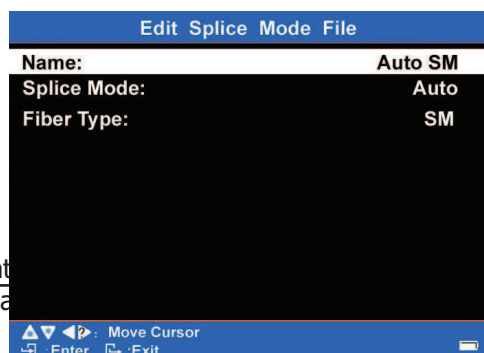 Edit Splice Mode File
Name: Auto SM
Splice Mode: Auto
Fiber Type: SM
: Move Cursor
:Enter :Exit